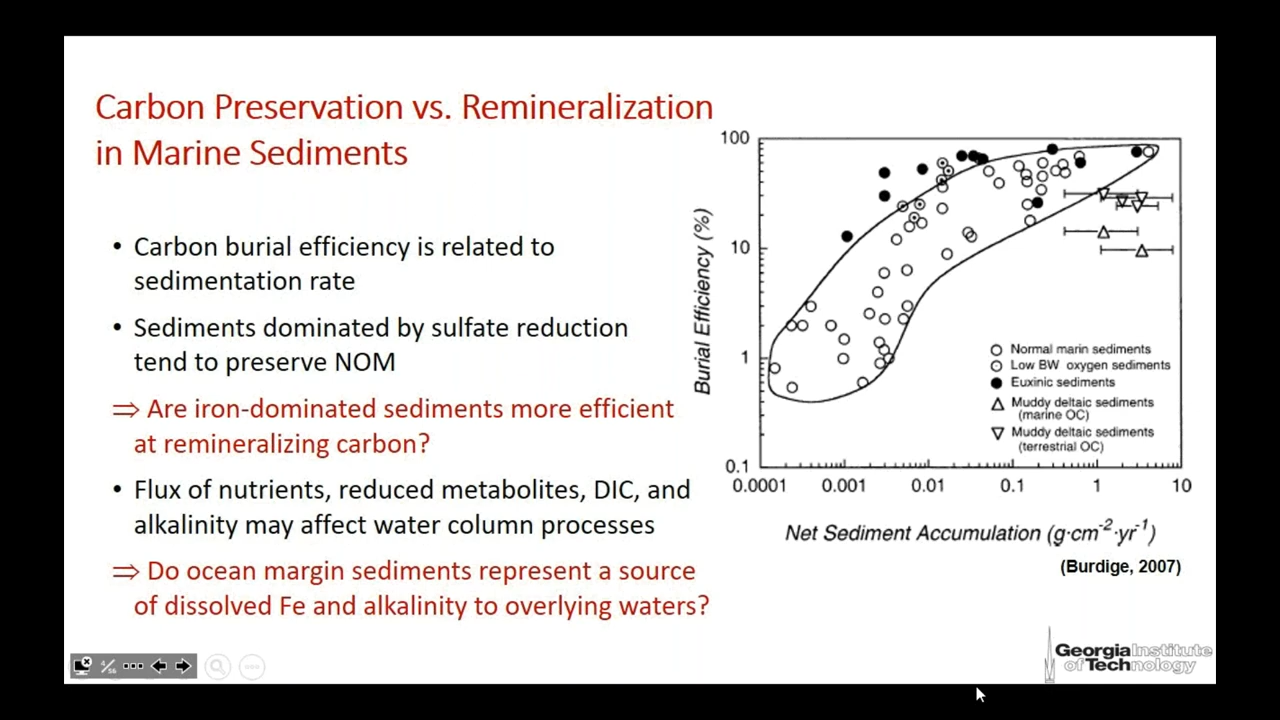 Carbon Preservation vs. Remineralization
in Marine Sediments
• Carbon burial efficiency is related to
sedimentation rate
• Sediments dominated by sulfate reduction
tend to preserve NOM
⇒ Are iron-dominated sediments more efficient
at remineralizing carbon?
• Flux of nutrients, reduced metabolites, DIC, and
alkalinity may affect water column processes
⇒ Do ocean margin sediments represent a source
of dissolved Fe and alkalinity to overlying waters?
Burial Efficiency (%)
100
10
1
0.1
0.0001 0.001 0.01 0.1 1 10
Net Sediment Accumulation (g·cm⁻²·yr⁻¹)
Normal marin sediments
Low BW oxygen sediments
Euxinic sediments
Muddy deltaic sediments
(marine OC)
Muddy deltaic sediments
(terrestrial OC)
(Burdige, 2007)
Georgia Institute
of Technology
4/56